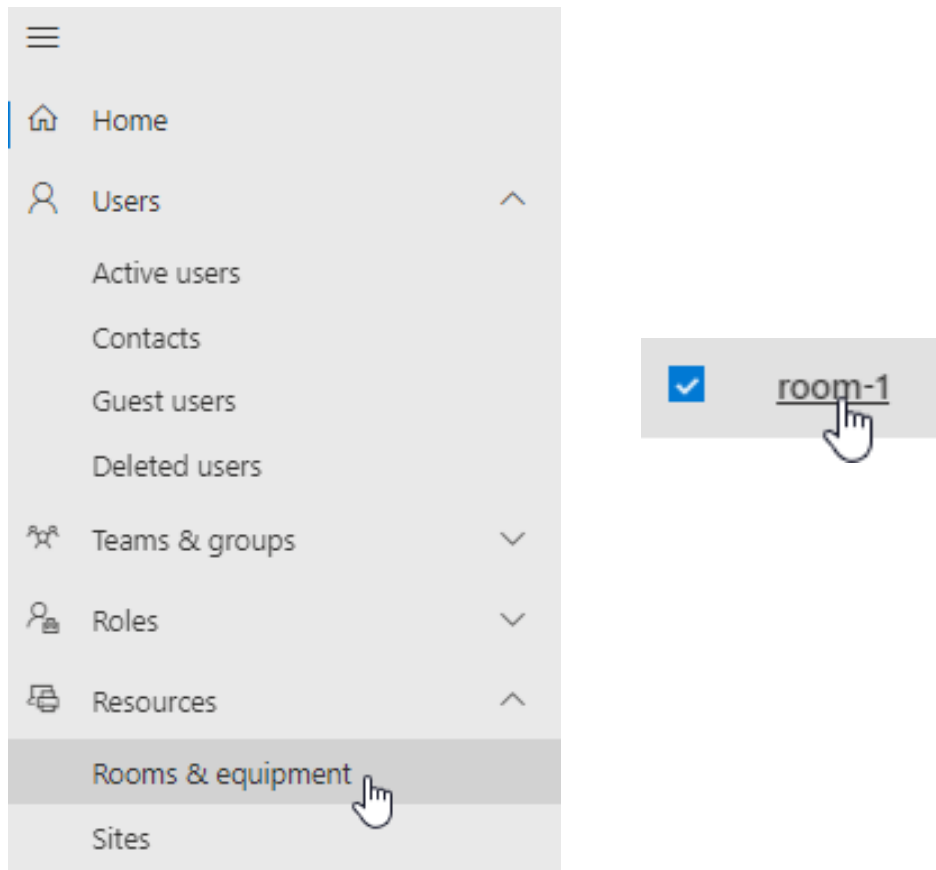 Home
Users
Active users
Contacts
Guest users
Deleted users
Teams & groups
Roles
Resources
Rooms & equipment
Sites
room-1